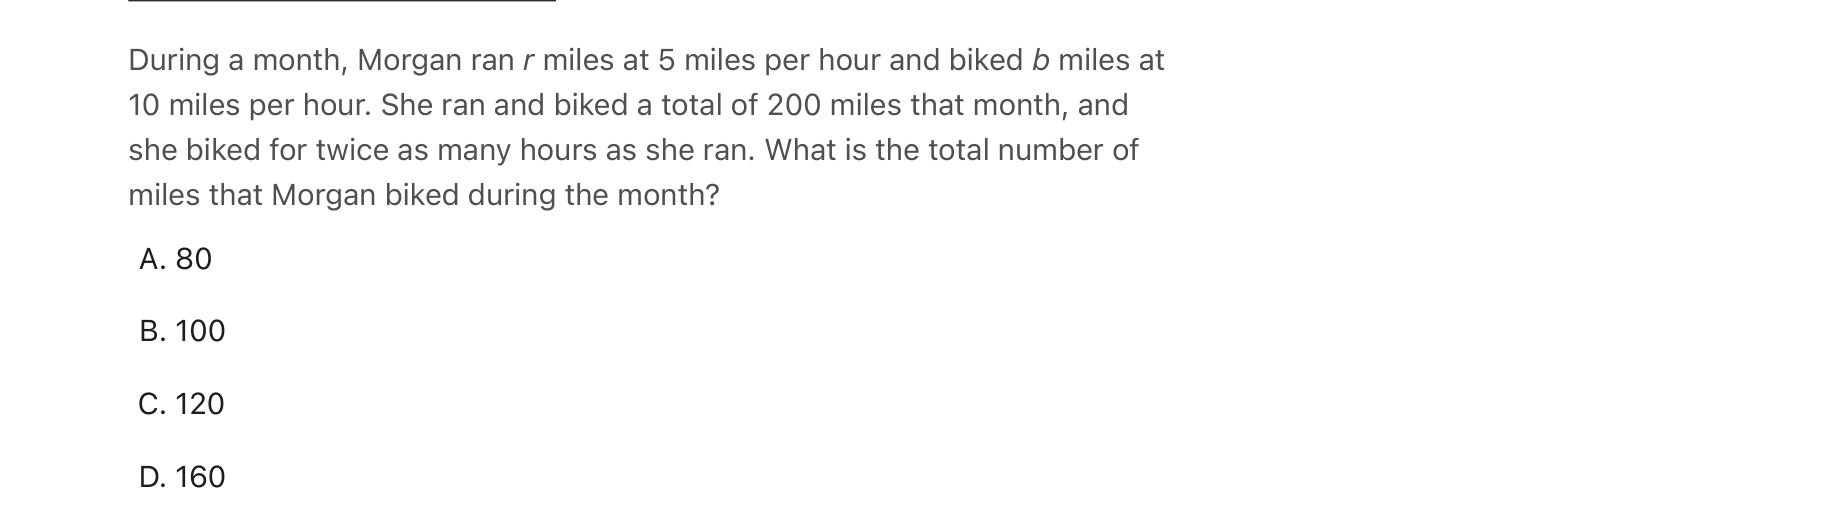 During a month, Morgan ran r miles at 5 miles per hour and biked b miles at
10 miles per hour. She ran and biked a total of 200 miles that month, and
she biked for twice as many hours as she ran. What is the total number of
miles that Morgan biked during the month?
A. 80
B. 100
C. 120
D. 160